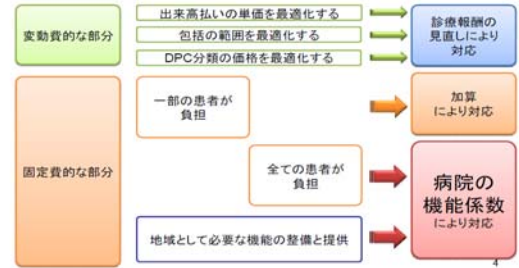 変動費的な部分
出来高払いの単価を最適化する
包括の範囲を最適化する
DPC分類の価格を最適化する
診療報酬の
見直しにより
対応
固定費的な部分
一部の患者が
負担
加算
により対応
全ての患者が
負担
地域として必要な機能の整備と提供
病院の
機能係数
により対応
4